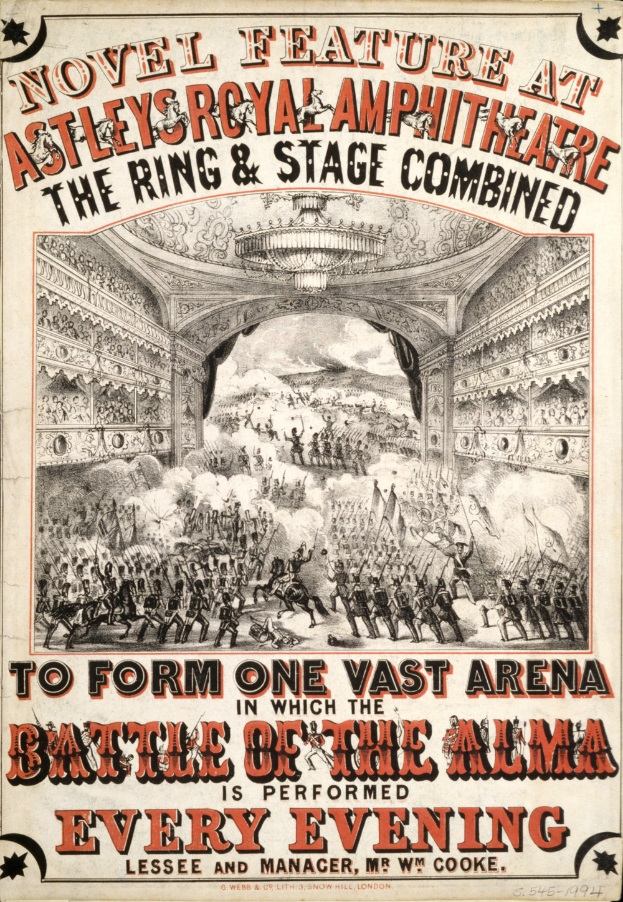 NOVEL FEATURE AT
ASTLEYS ROYAL AMPHITHEATRE
THE RING & STAGE COMBINED
TO FORM ONE VAST ARENA
IN WHICH THE
BATTLE OF THE ALMA
IS PERFORMED
EVERY EVENING
LESSEE AND MANAGER, MR WM COOKE.
G. WEBB & CO. LITH. 3, SNOW HILL, LONDON.
S.545-1994